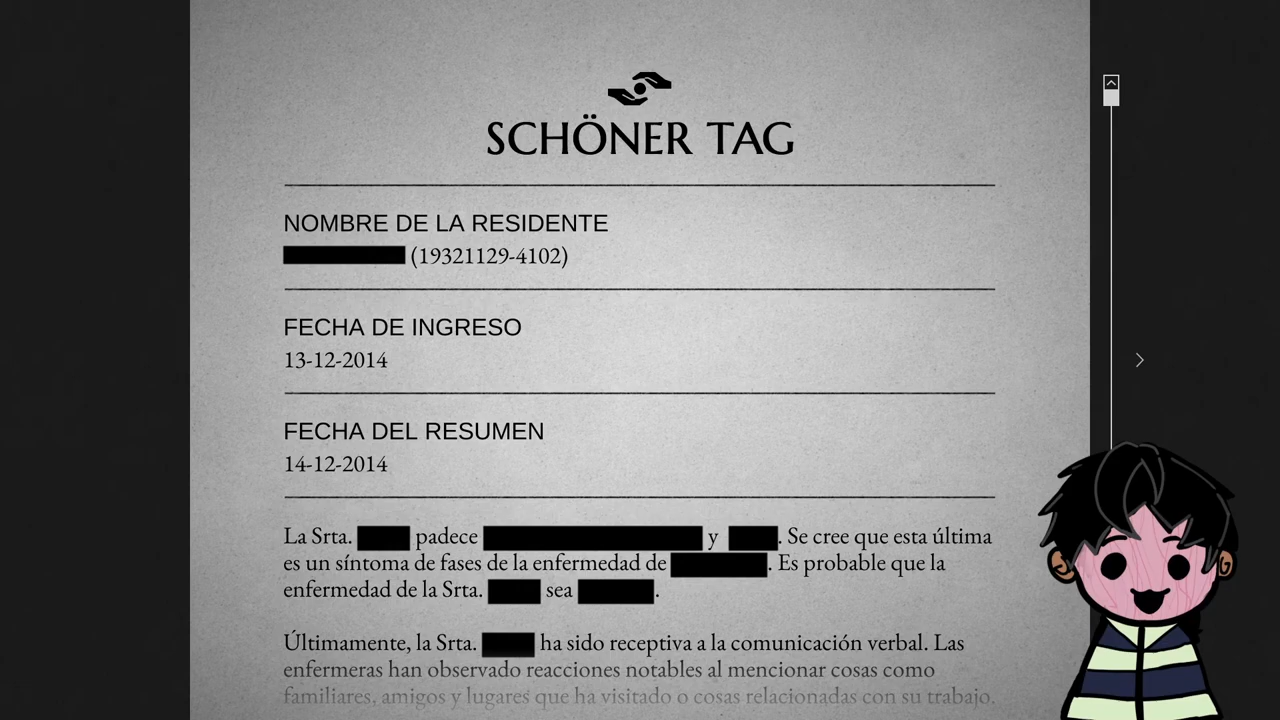 SCHÖNER TAG
NOMBRE DE LA RESIDENTE
(19321129-4102)
FECHA DE INGRESO
13-12-2014
FECHA DEL RESUMEN
14-12-2014
La Srta. padece y . Se cree que esta última
es un síntoma de fases de la enfermedad de . Es probable que la
enfermedad de la Srta. sea .
Últimamente, la Srta. ha sido receptiva a la comunicación verbal. Las
enfermeras han observado reacciones notables al mencionar cosas como
familiares, amigos y lugares que ha visitado o cosas relacionadas con su trabajo.